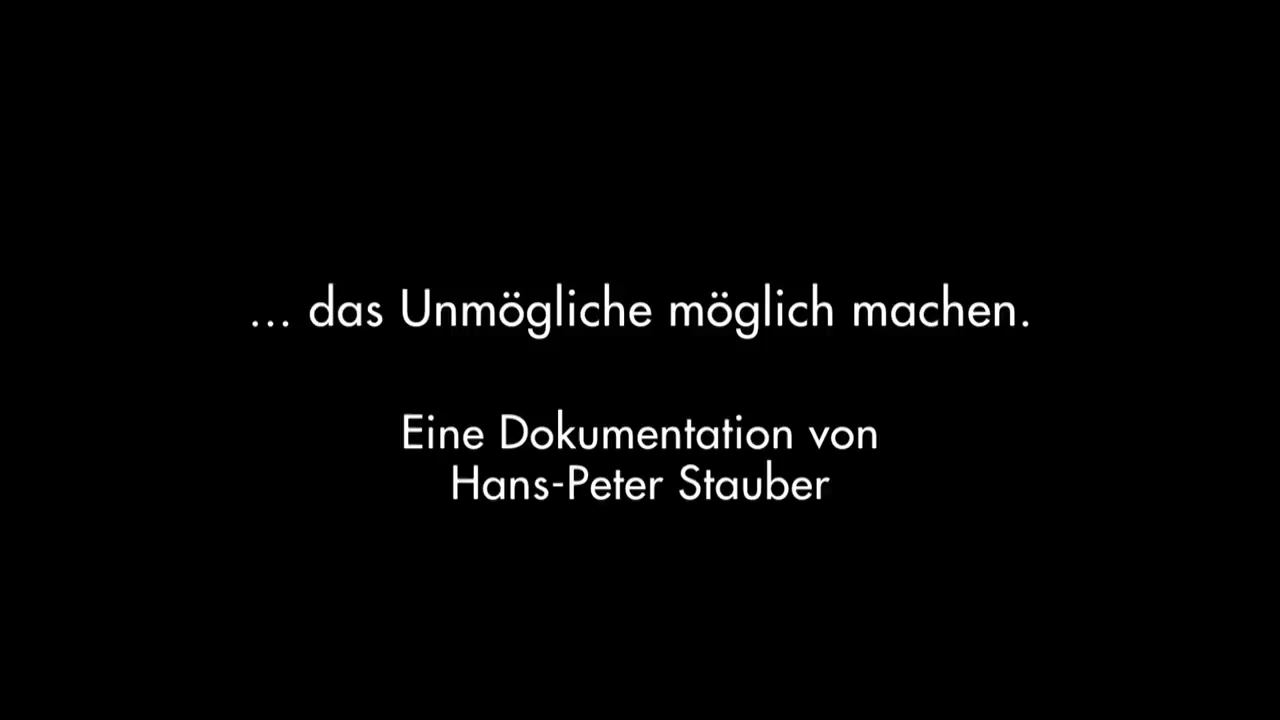 ... das Unmögliche möglich machen.
Eine Dokumentation von
Hans-Peter Stauber